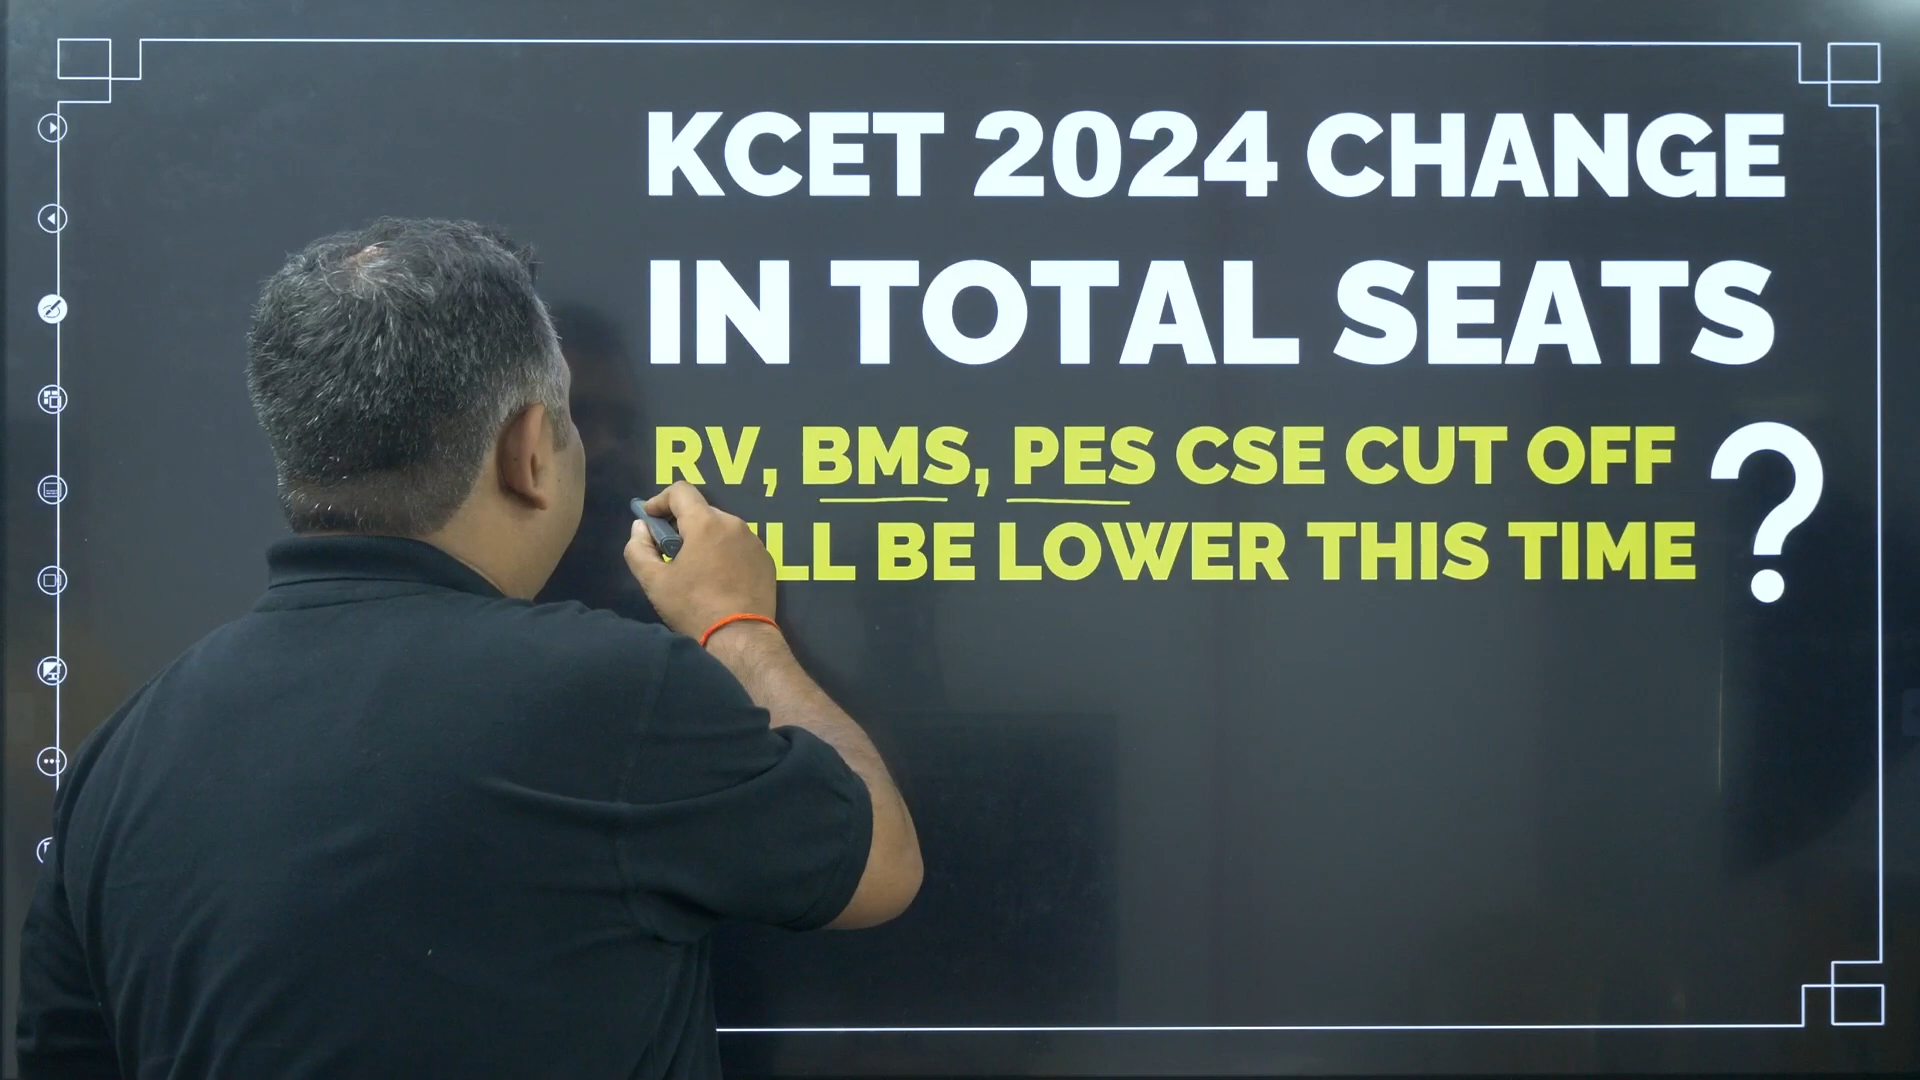 KCET 2024 CHANGE
IN TOTAL SEATS
RV, BMS, PES CSE CUT OFF
BE LOWER THIS TIME ?